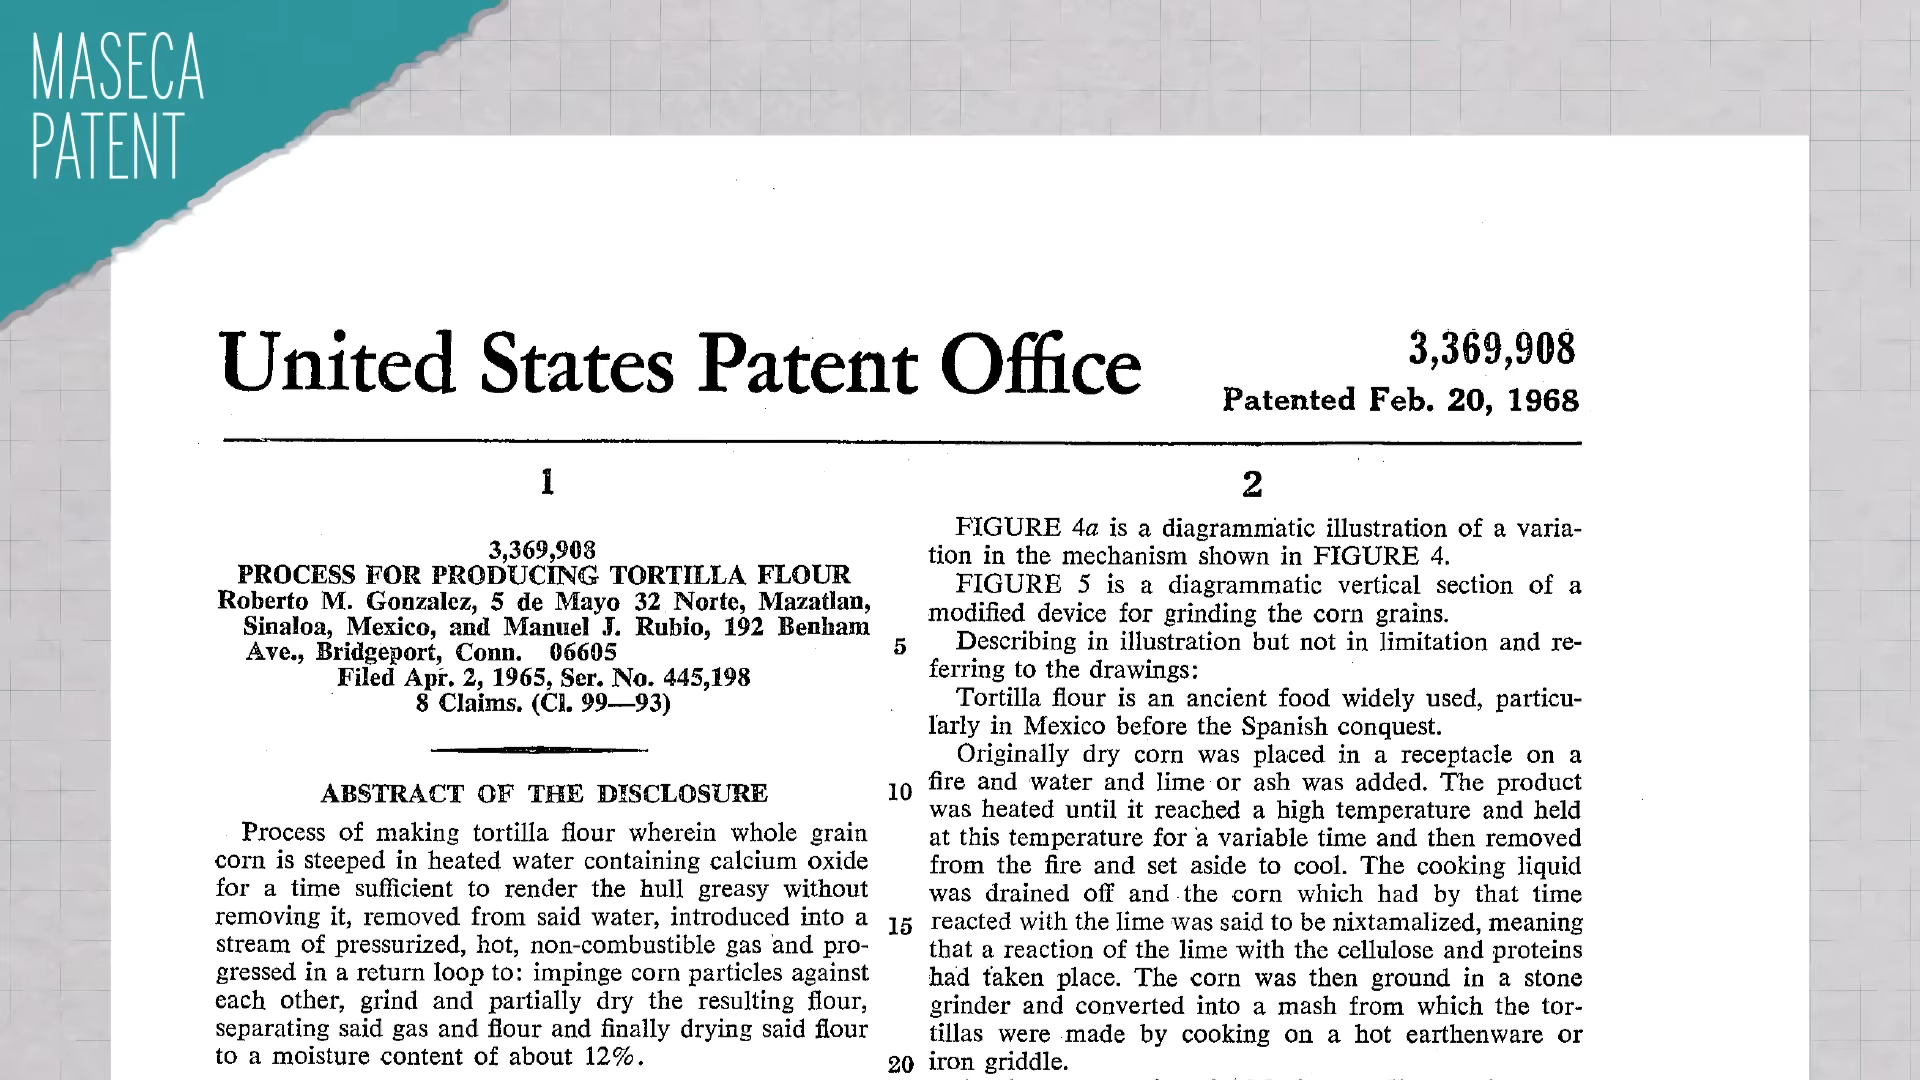 MASECA
PATENT
United States Patent Office
3,369,908
Patented Feb. 20, 1968
1
3,369,908
PROCESS FOR PRODUCING TORTILLA FLOUR
Roberto M. Gonzalez, 5 de Mayo 32 Norte, Mazatlan,
Sinaloa, Mexico, and Manuel J. Rubio, 192 Benham
Ave., Bridgeport, Conn. 06605
Filed Apr. 2, 1965, Ser. No. 445,198
8 Claims. (Cl. 99—93)
ABSTRACT OF THE DISCLOSURE
Process of making tortilla flour wherein whole grain
corn is steeped in heated water containing calcium oxide
for a time sufficient to render the hull greasy without
removing it, removed from said water, introduced into a
stream of pressurized, hot, non-combustible gas and pro-
gressed in a return loop to: impinge corn particles against
each other, grind and partially dry the resulting flour,
separating said gas and flour and finally drying said flour
to a moisture content of about 12%.
2
FIGURE 4a is a diagrammatic illustration of a varia-
tion in the mechanism shown in FIGURE 4.
FIGURE 5 is a diagrammatic vertical section of a
modified device for grinding the corn grains.
5 Describing in illustration but not in limitation and re-
ferring to the drawings:
Tortilla flour is an ancient food widely used, particu-
larly in Mexico before the Spanish conquest.
Originally dry corn was placed in a receptacle on a
10 fire and water and lime or ash was added. The product
was heated until it reached a high temperature and held
at this temperature for a variable time and then removed
from the fire and set aside to cool. The cooking liquid
was drained off and the corn which had by that time
15 reacted with the lime was said to be nixtamalized, meaning
that a reaction of the lime with the cellulose and proteins
had taken place. The corn was then ground in a stone
grinder and converted into a mash from which the tor-
tillas were made by cooking on a hot earthenware or
20 iron griddle.